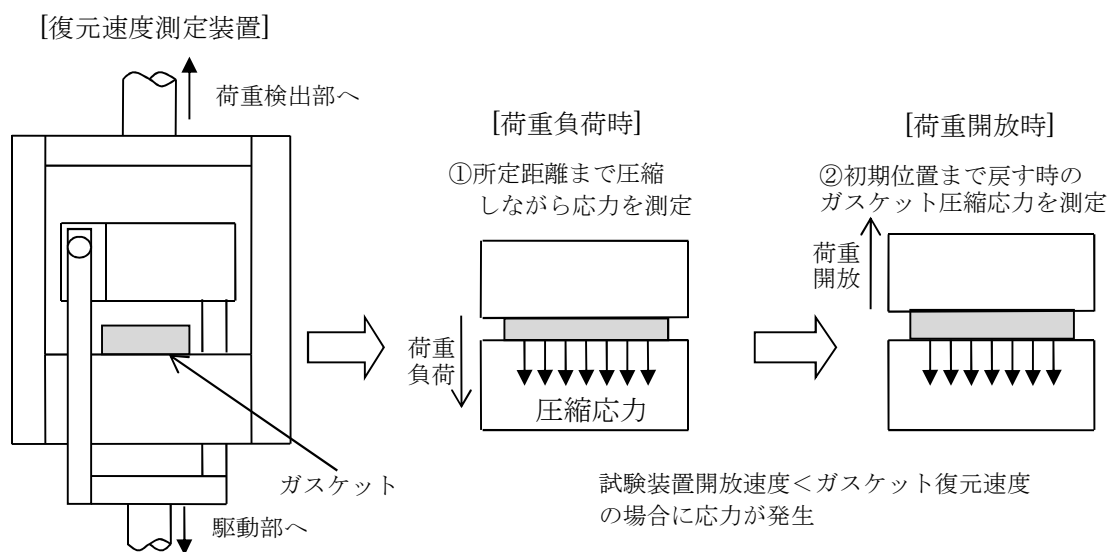 [復元速度測定装置]
荷重検出部へ
ガスケット
駆動部へ
[荷重負荷時]
①所定距離まで圧縮
しながら応力を測定
荷重
負荷
圧縮応力
[荷重開放時]
②初期位置まで戻す時の
ガスケット圧縮応力を測定
荷重
開放
試験装置開放速度＜ガスケット復元速度
の場合に応力が発生